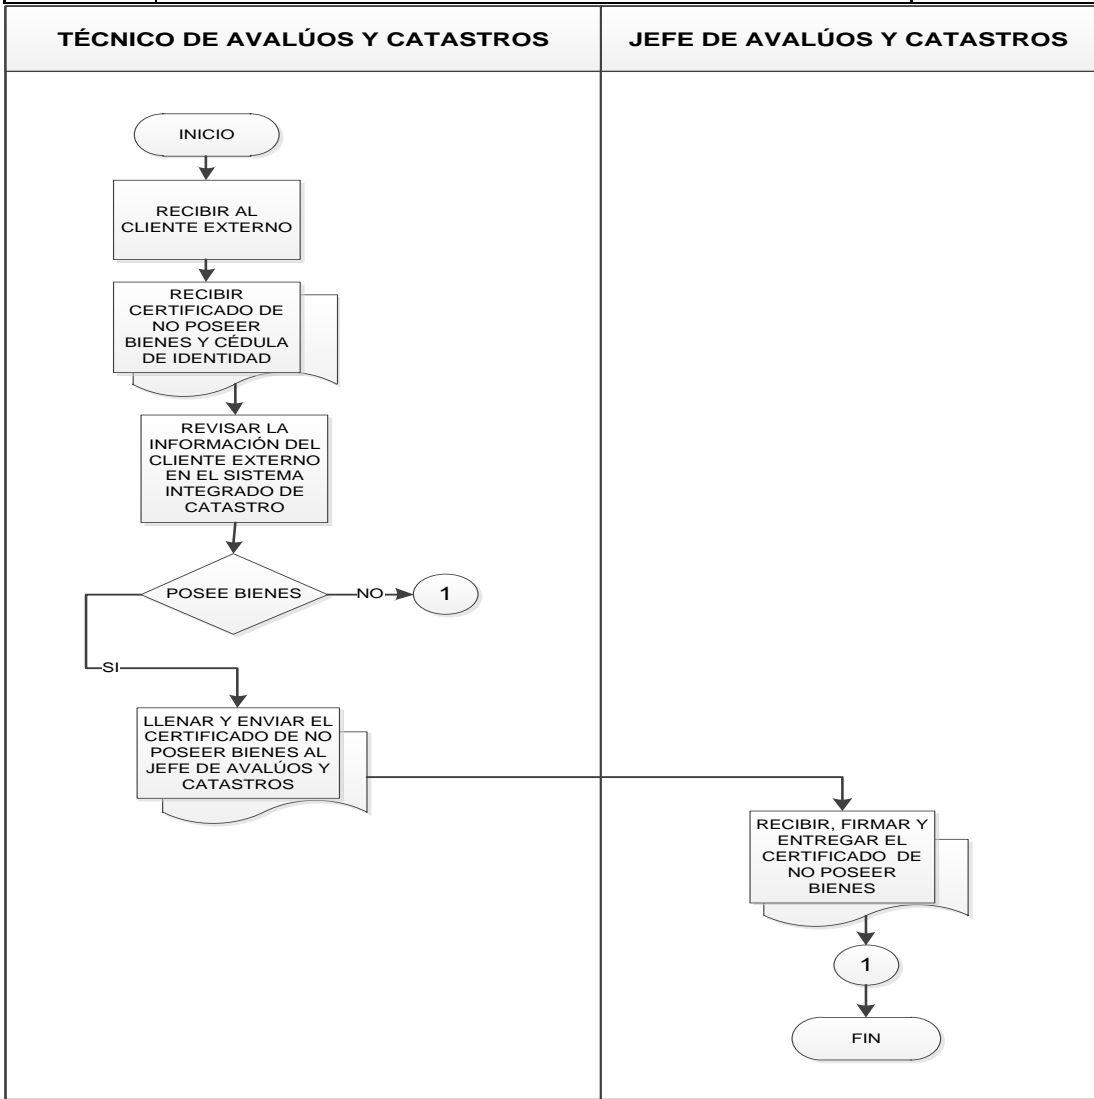 TÉCNICO DE AVALÚOS Y CATASTROS
JEFE DE AVALÚOS Y CATASTROS
INICIO
RECIBIR AL
CLIENTE EXTERNO
RECIBIR
CERTIFICADO DE
NO POSEER
BIENES Y CÉDULA
DE IDENTIDAD
REVISAR LA
INFORMACIÓN DEL
CLIENTE EXTERNO
EN EL SISTEMA
INTEGRADO DE
CATASTRO
POSEE BIENES
NO
1
SI
LLENAR Y ENVIAR EL
CERTIFICADO DE NO
POSEER BIENES AL
JEFE DE AVALÚOS Y
CATASTROS
RECIBIR, FIRMAR Y
ENTREGAR EL
CERTIFICADO DE
NO POSEER
BIENES
1
FIN